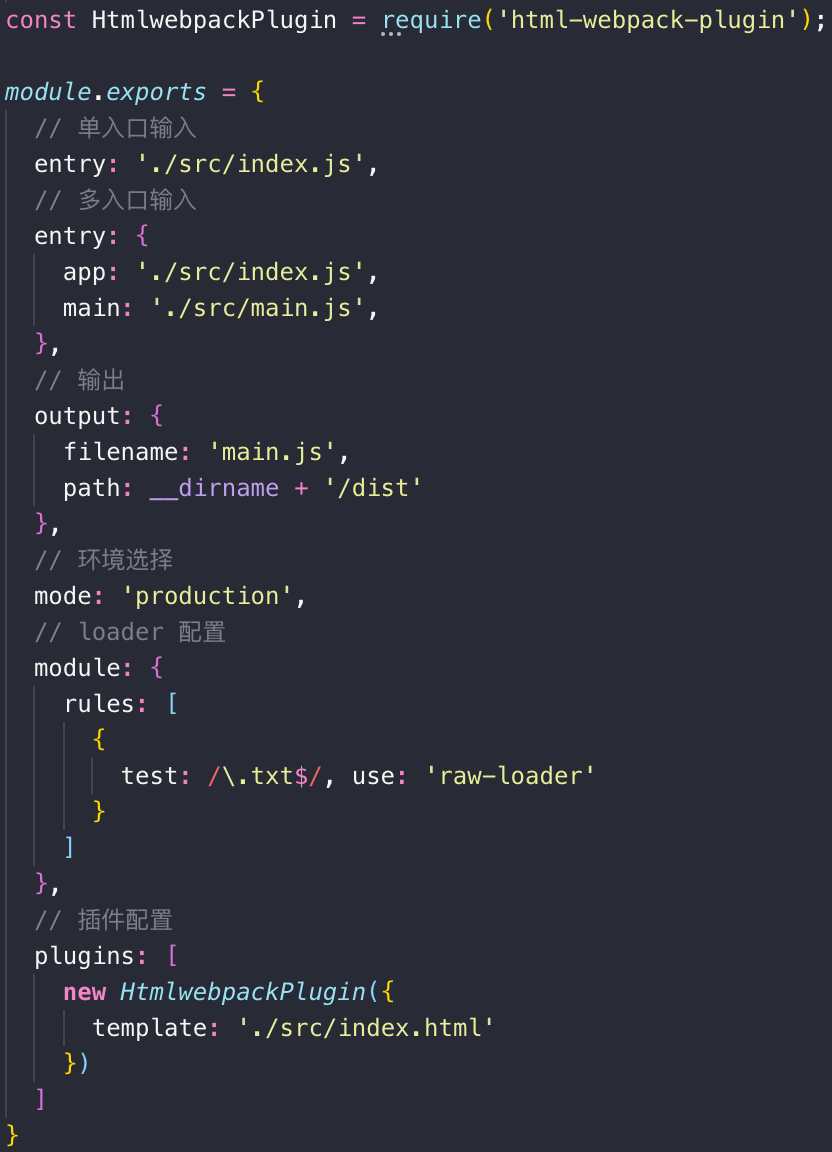 const HtmlwebpackPlugin = require('html-webpack-plugin');
module.exports = {
// 单入口输入
entry: './src/index.js',
// 多入口输入
entry: {
app: './src/index.js',
main: './src/main.js',
},
// 输出
output: {
filename: 'main.js',
path: __dirname + '/dist'
},
// 环境选择
mode: 'production',
// loader 配置
module: {
rules: [
{
test: /\.txt$/, use: 'raw-loader'
}
]
},
// 插件配置
plugins: [
new HtmlwebpackPlugin({
template: './src/index.html'
})
]
}